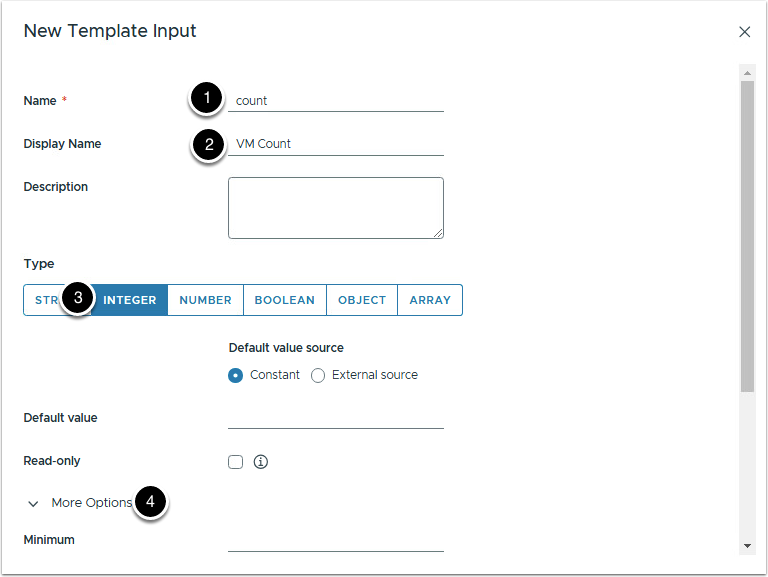 New Template Input
Name * 1 count
Display Name 2 VM Count
Description
Type
STR 3 INTEGER NUMBER BOOLEAN OBJECT ARRAY
Default value source
Constant External source
Default value
Read-only
More Options 4
Minimum